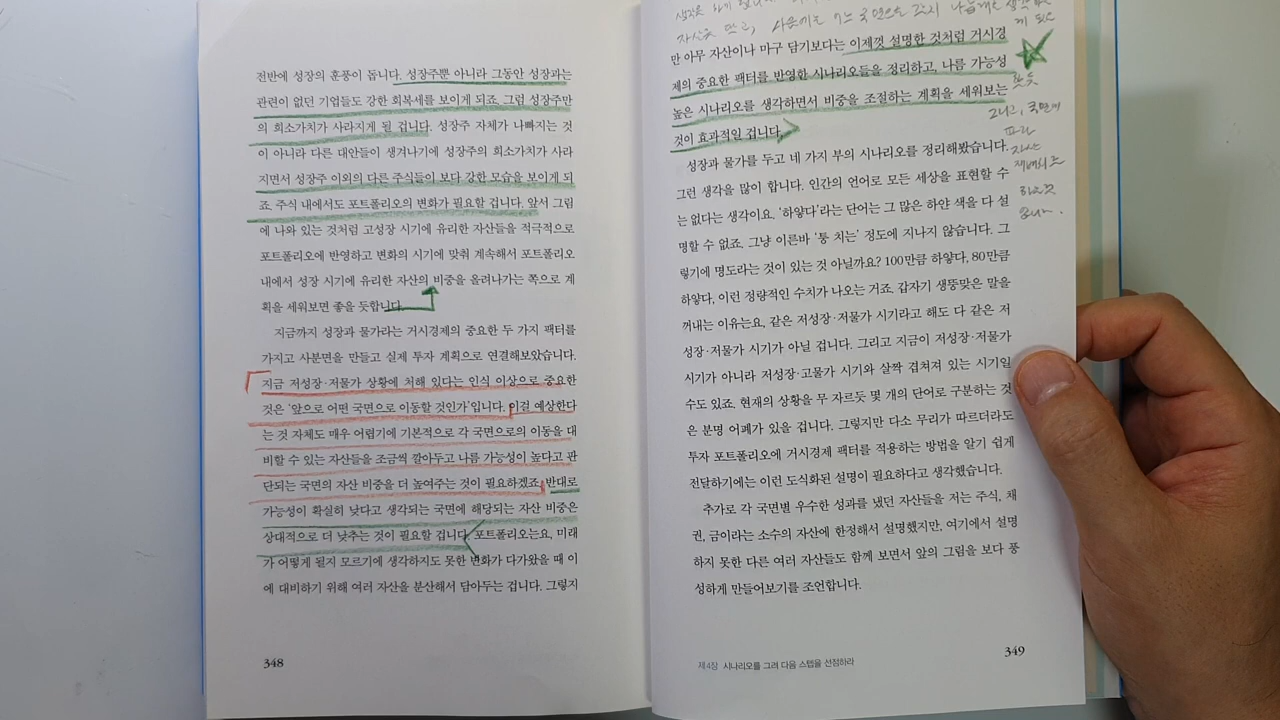 전반에 성장의 훈풍이 돕니다. 성장주뿐 아니라 그동안 성장과는
관련이 없던 기업들도 강한 회복세를 보이게 되죠. 그럼 성장주만
의 희소가치가 사라지게 될 겁니다. 성장주 자체가 나빠지는 것
이 아니라 다른 대안들이 생겨나기에 성장주의 희소가치가 사라
지면서 성장주 이외의 다른 주식들이 보다 강한 모습을 보이게 되
죠. 주식 내에서도 포트폴리오의 변화가 필요할 겁니다. 앞서 그림
에 나와 있는 것처럼 고성장 시기에 유리한 자산들을 적극적으로
포트폴리오에 반영하고 변화의 시기에 맞춰 계속해서 포트폴리오
내에서 성장 시기에 유리한 자산의 비중을 올려나가는 쪽으로 계
획을 세워보면 좋을 듯합니다.
지금까지 성장과 물가라는 거시경제의 중요한 두 가지 팩터를
가지고 사분면을 만들고 실제 투자 계획으로 연결해보았습니다.
지금 저성장·저물가 상황에 처해 있다는 인식 이상으로 중요한
것은 '앞으로 어떤 국면으로 이동할 것인가'입니다. 이걸 예상한다
는 것 자체도 매우 어렵기에 기본적으로 각 국면으로의 이동을 대
비할 수 있는 자산들을 조금씩 깔아두고 나름 가능성이 높다고 판
단되는 국면의 자산 비중을 더 높여주는 것이 필요하겠죠. 반대로
가능성이 확실히 낮다고 생각되는 국면에 해당되는 자산 비중은
상대적으로 더 낮추는 것이 필요할 겁니다. 포트폴리오는요, 미래
가 어떻게 될지 모르기에 생각하지도 못한 변화가 다가왔을 때 이
에 대비하기 위해 여러 자산을 분산해서 담아두는 겁니다. 그렇지
348
만 아무 자산이나 마구 담기보다는 이제껏 설명한 것처럼 거시경
제의 중요한 팩터를 반영한 시나리오들을 정리하고, 나름 가능성
높은 시나리오를 생각하면서 비중을 조절하는 계획을 세워보는
것이 효과적인 겁니다.
그리고, 국면에
따라
자산
성장과 물가를 두고 네 가지 부의 시나리오를 정리해봤습니다.
그런 생각을 많이 합니다. 인간의 언어로 모든 세상을 표현할 수
는 없다는 생각이요. '하얗다'라는 단어는 그 많은 하얀 색을 다 설
명할 수 없죠. 그냥 이른바 '퉁 치는' 정도에 지나지 않습니다. 그
렇기에 명도라는 것이 있는 것 아닐까요? 100만큼 하얗다, 80만큼
하얗다, 이런 정량적인 수치가 나오는 거죠. 갑자기 생뚱맞은 말을
꺼내는 이유는요, 같은 저성장·저물가 시기라고 해도 다 같은 저
성장·저물가 시기가 아닐 겁니다. 그리고 지금이 저성장·저물가
시기가 아니라 저성장·고물가 시기와 살짝 겹쳐져 있는 시기일
수도 있죠. 현재의 상황을 무 자르듯 몇 개의 단어로 구분하는 것
은 분명 어폐가 있을 겁니다. 그렇지만 다소 무리가 따르더라도
투자 포트폴리오에 거시경제 팩터를 적용하는 방법을 알기 쉽게
전달하기에는 이런 도식화된 설명이 필요하다고 생각했습니다.
추가로 각 국면별 우수한 성과를 냈던 자산들을 저는 주식, 채
권, 금이라는 소수의 자산에 한정해서 설명했지만, 여기에서 설명
하지 못한 다른 여러 자산들도 함께 보면서 앞의 그림을 보다 풍
성하게 만들어보기를 조언합니다.
제4장 시나리오를 그려 다음 스텝을 선점하라
349